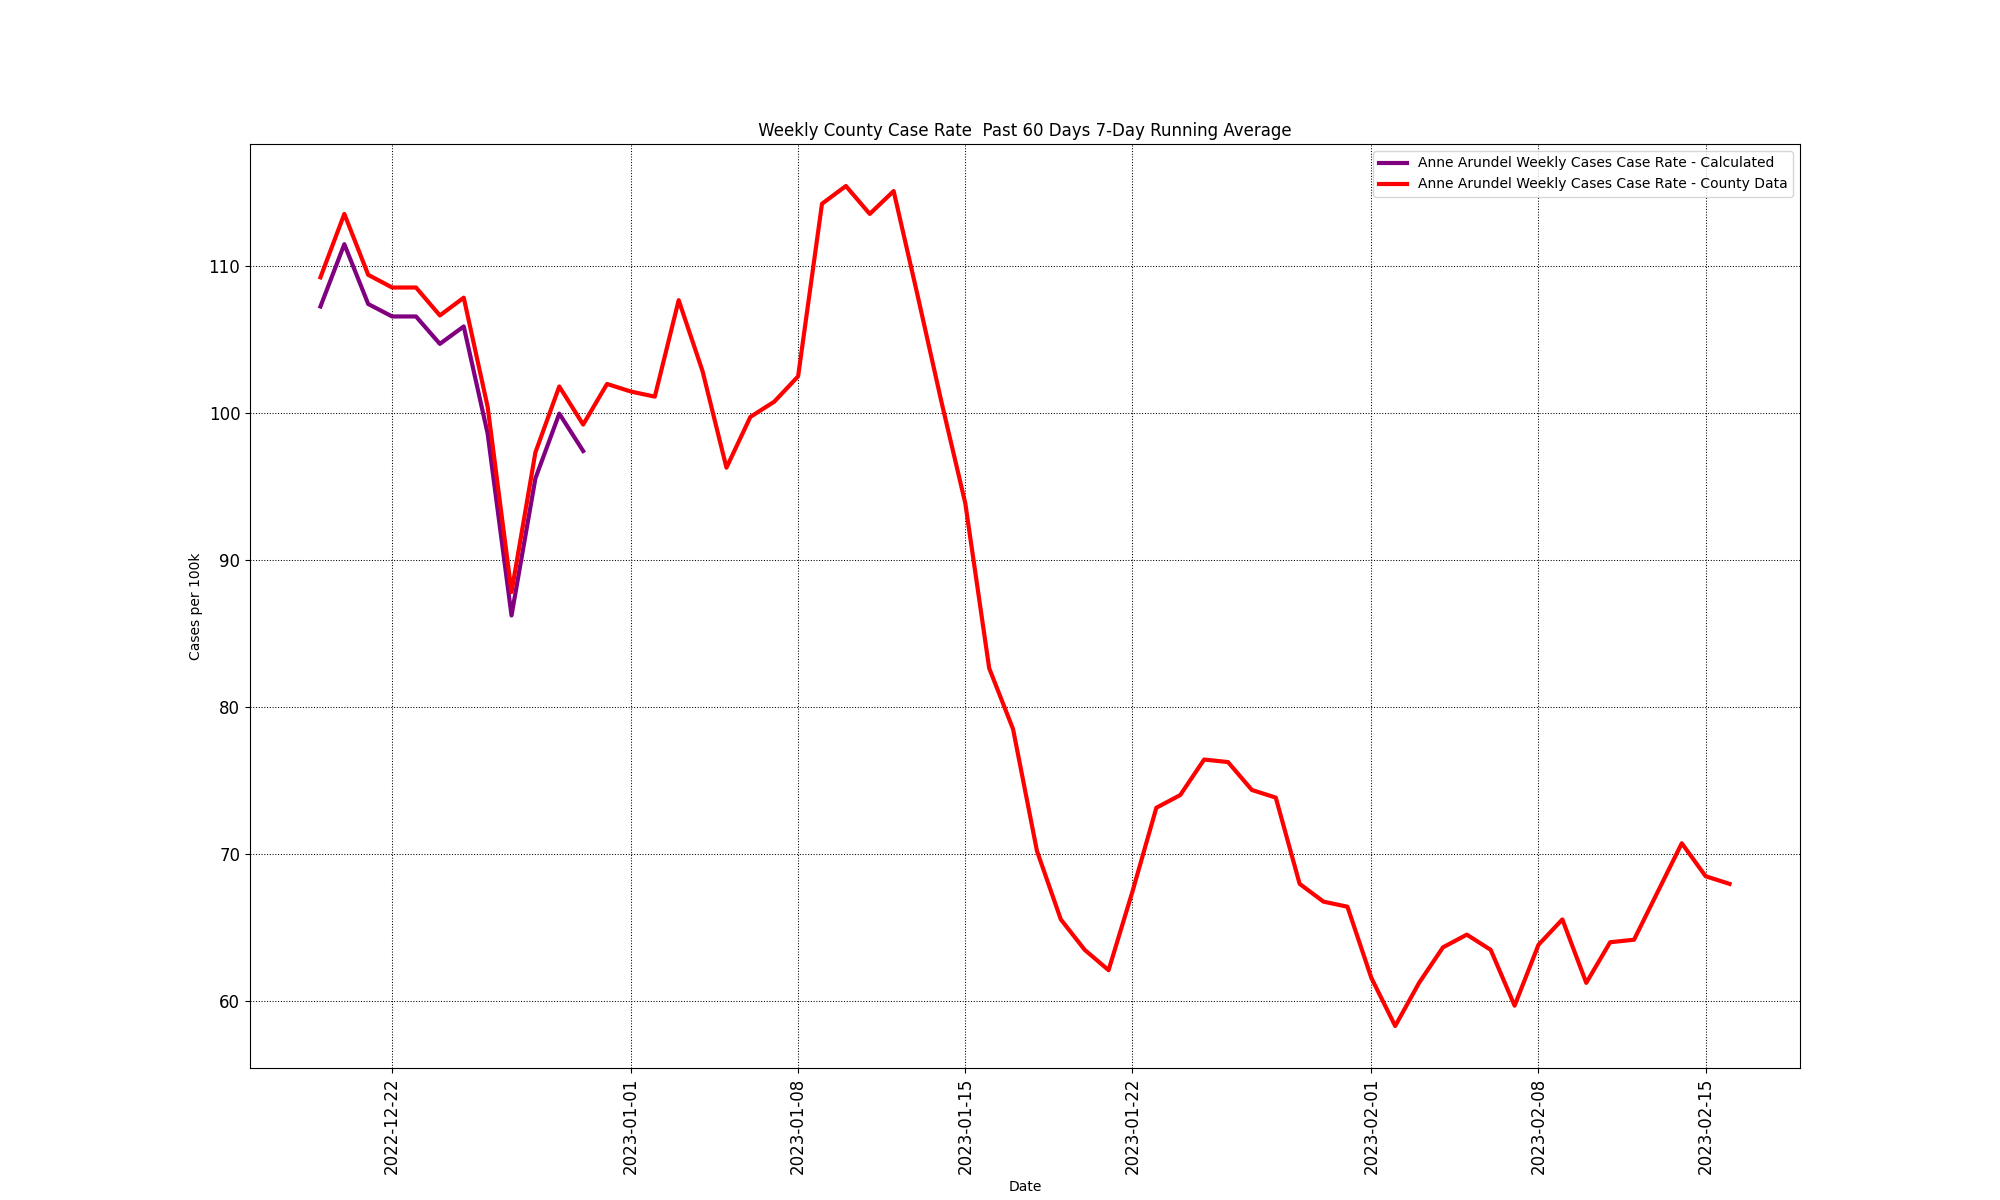 Weekly County Case Rate  Past 60 Days 7-Day Running Average
Anne Arundel Weekly Cases Case Rate - Calculated
Anne Arundel Weekly Cases Case Rate - County Data
110
100
90
80
70
60
Cases per 100k
2022-12-22
2023-01-01
2023-01-08
2023-01-15
2023-01-22
2023-02-01
2023-02-08
2023-02-15
Date